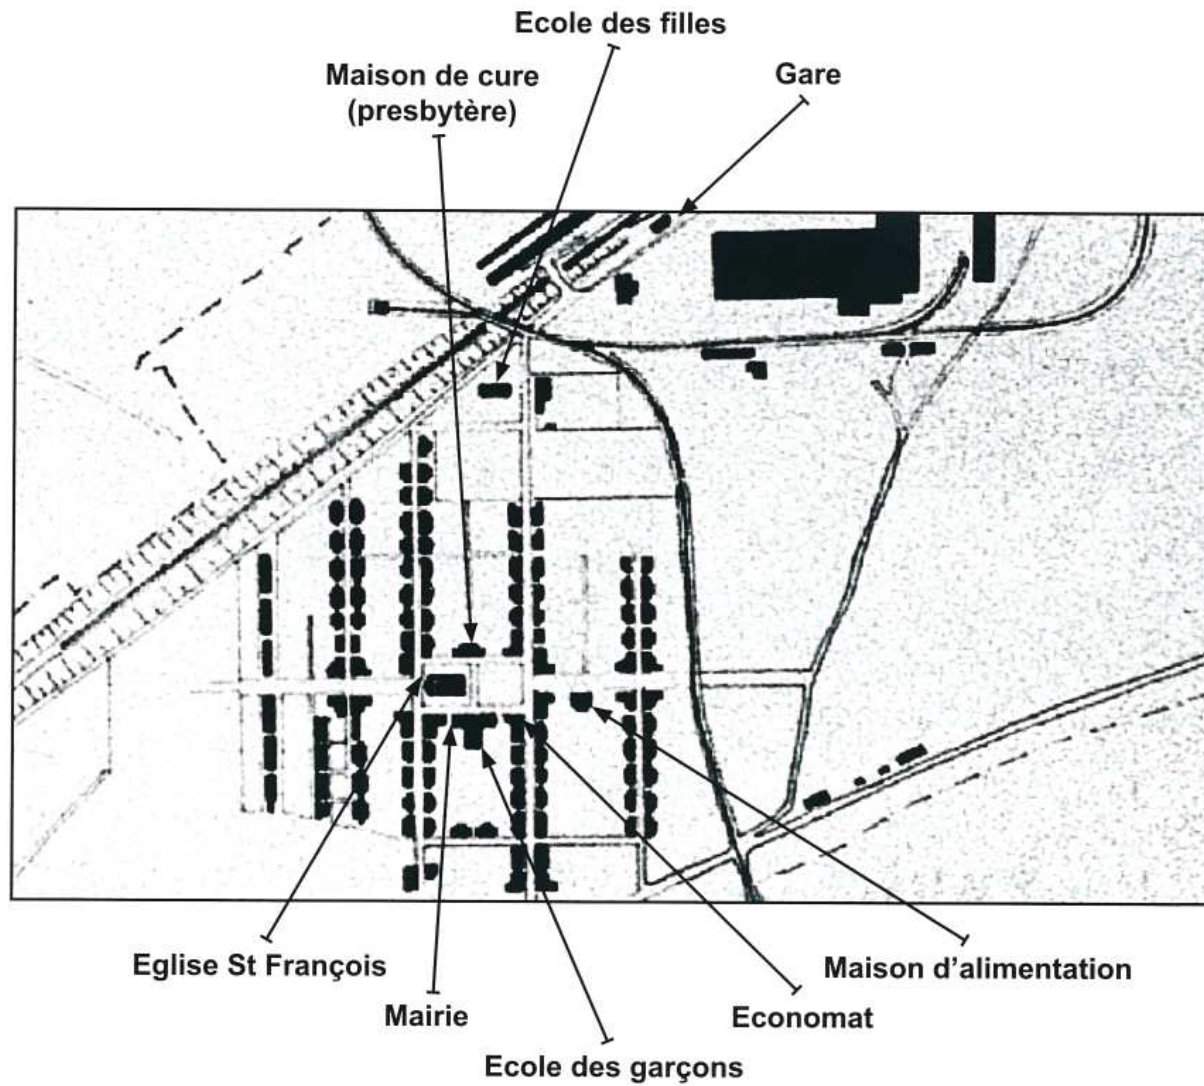 Ecole des filles
Maison de cure
(presbytère)
Gare
Eglise St François
Maison d'alimentation
Mairie
Economat
Ecole des garçons